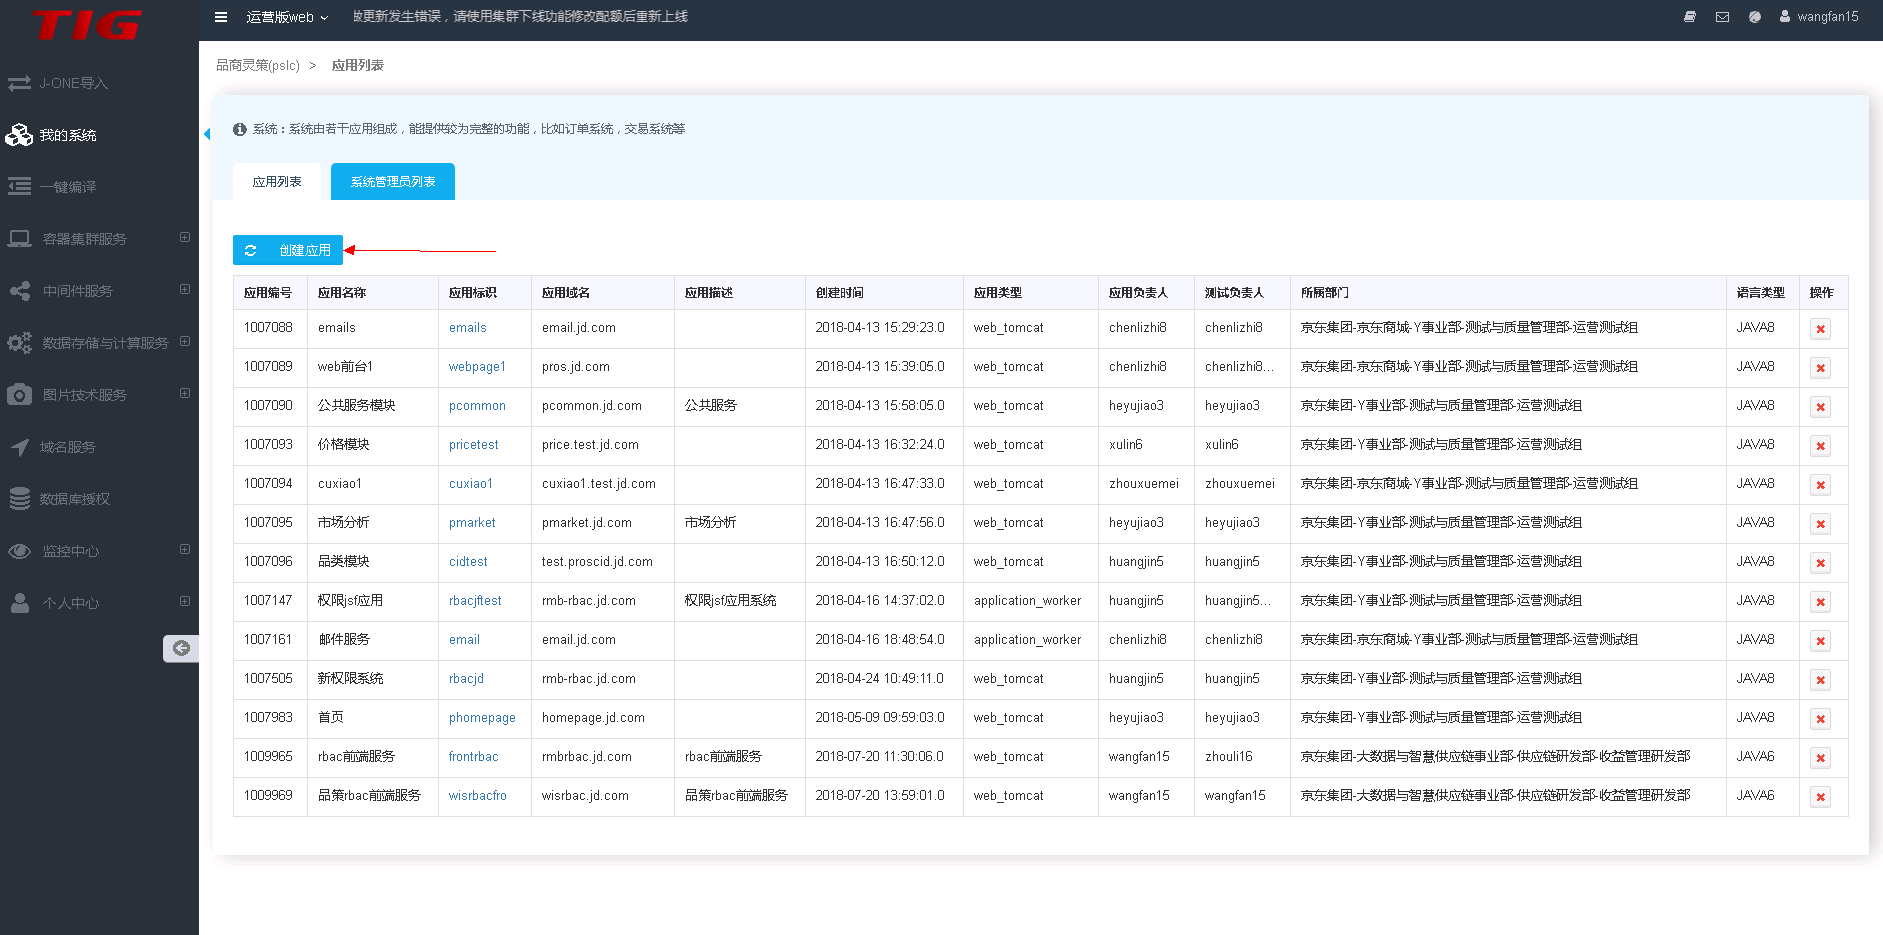 TIG
运营版web
故更新发生错误，请使用集群下线功能修改配额后重新上线
wangfan15
J-ONE导入
我的系统
一键编译
容器集群服务
中间件服务
数据存储与计算服务
图片技术服务
域名服务
数据库授权
监控中心
个人中心
品商灵策(pslc) > 应用列表
系统：系统由若干应用组成，能提供较为完整的功能，比如订单系统，交易系统等
应用列表 系统管理员列表
创建应用
应用编号 应用名称 应用标识 应用域名 应用描述 创建时间 应用类型 应用负责人 测试负责人 所属部门 语言类型 操作
1007088 emails emails email.jd.com 2018-04-13 15:29:23.0 web_tomcat chenlizhi8 chenlizhi8 京东集团-京东商城-Y事业部-测试与质量管理部-运营测试组 JAVA8
1007089 web前台1 webpage1 pros.jd.com 2018-04-13 15:39:05.0 web_tomcat chenlizhi8 chenlizhi8... 京东集团-京东商城-Y事业部-测试与质量管理部-运营测试组 JAVA8
1007090 公共服务模块 pcommon pcommon.jd.com 公共服务 2018-04-13 15:58:05.0 web_tomcat heyujiao3 heyujiao3 京东集团-Y事业部-测试与质量管理部-运营测试组 JAVA8
1007093 价格模块 pricetest price.test.jd.com 2018-04-13 16:32:24.0 web_tomcat xulin6 xulin6 京东集团-Y事业部-测试与质量管理部-运营测试组 JAVA8
1007094 cuxiao1 cuxiao1 cuxiao1.test.jd.com 2018-04-13 16:47:33.0 web_tomcat zhouxuemei zhouxuemei 京东集团-京东商城-Y事业部-测试与质量管理部-运营测试组 JAVA8
1007095 市场分析 pmarket pmarket.jd.com 市场分析 2018-04-13 16:47:56.0 web_tomcat heyujiao3 heyujiao3 京东集团-Y事业部-测试与质量管理部-运营测试组 JAVA8
1007096 品类模块 cidtest test.proscid.jd.com 2018-04-13 16:50:12.0 web_tomcat huangjin5 huangjin5 京东集团-Y事业部-测试与质量管理部-运营测试组 JAVA8
1007147 权限jsf应用 rbacjftest rmb-rbac.jd.com 权限jsf应用系统 2018-04-16 14:37:02.0 application_worker huangjin5 huangjin5... 京东集团-Y事业部-测试与质量管理部-运营测试组 JAVA8
1007161 邮件服务 email email.jd.com 2018-04-16 18:48:54.0 application_worker chenlizhi8 chenlizhi8 京东集团-京东商城-Y事业部-测试与质量管理部-运营测试组 JAVA8
1007505 新权限系统 rbacjd rmb-rbac.jd.com 2018-04-24 10:49:11.0 web_tomcat huangjin5 huangjin5 京东集团-Y事业部-测试与质量管理部-运营测试组 JAVA8
1007983 首页 phomepage homepage.jd.com 2018-05-09 09:59:03.0 web_tomcat heyujiao3 heyujiao3 京东集团-Y事业部-测试与质量管理部-运营测试组 JAVA8
1009965 rbac前端服务 frontrbac rmbrbac.jd.com rbac前端服务 2018-07-20 11:30:06.0 web_tomcat wangfan15 zhouli16 京东集团-大数据与智慧供应链事业部-供应链研发部-收益管理研发部 JAVA6
1009969 品策rbac前端服务 wisrbacfro wisrbac.jd.com 品策rbac前端服务 2018-07-20 13:59:01.0 web_tomcat wangfan15 wangfan15 京东集团-大数据与智慧供应链事业部-供应链研发部-收益管理研发部 JAVA6